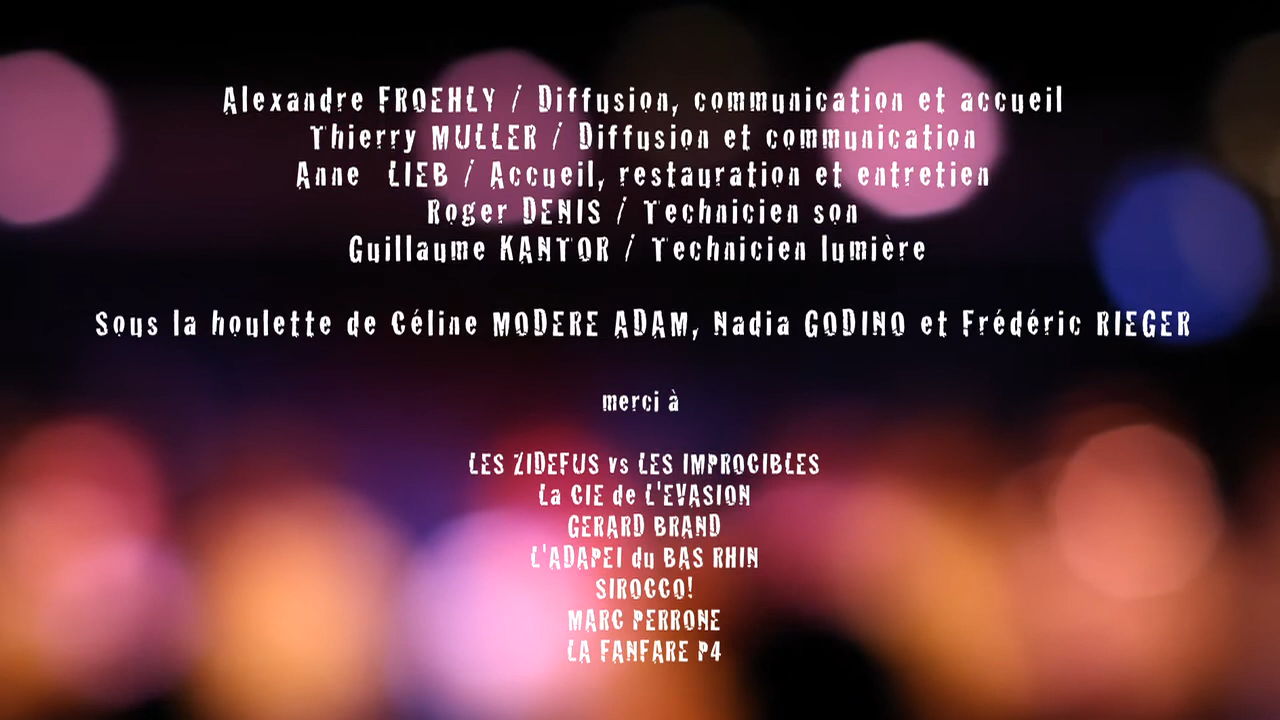 Alexandre FROEHLY / Diffusion, communication et accueil
Thierry MULLER / Diffusion et communication
Anne LIEB / Accueil, restauration et entretien
Roger DENIS / Technicien son
Guillaume KANTOR / Technicien lumière
Sous la houlette de Céline MODERE ADAM, Nadia GODINO et Frédéric RIEGER
merci à
LES ZIDEFUS vs LES IMPROCIBLES
La CIE de L'EVASION
GERARD BRAND
L'ADAPEI du BAS RHIN
SIROCCO!
MARC PERRONE
LA FANFARE P4